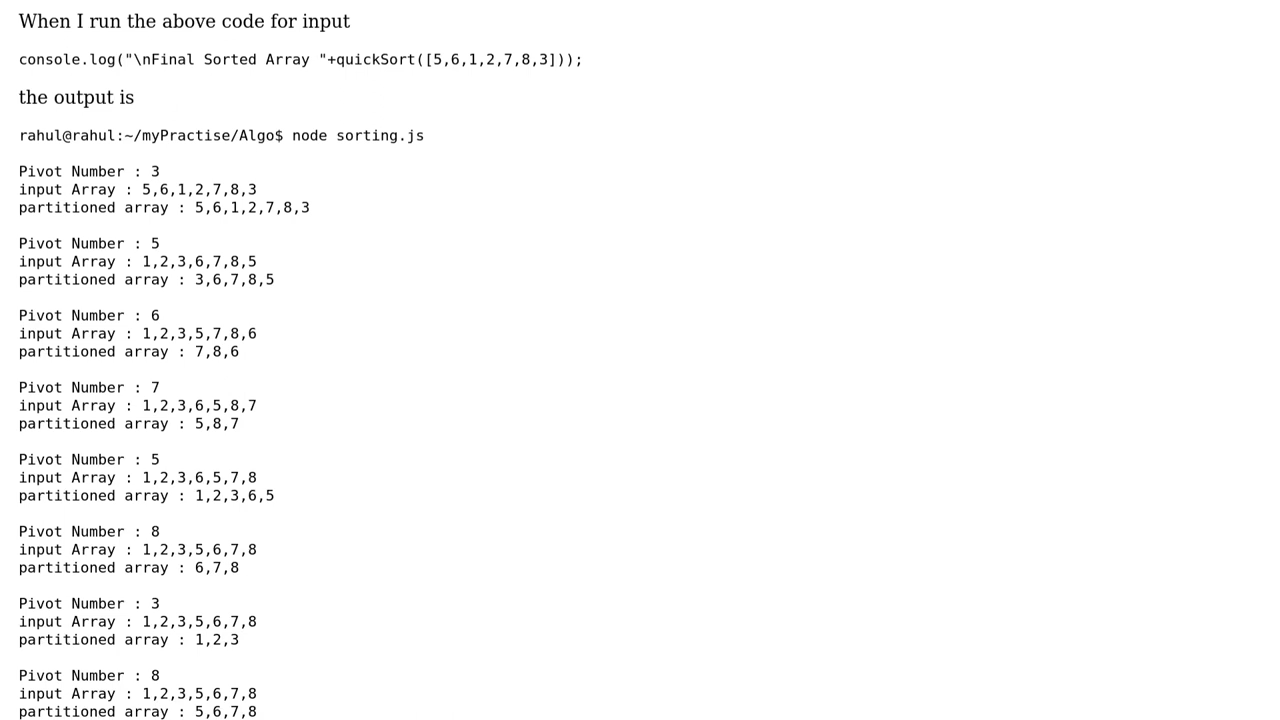 When I run the above code for input
console.log("\nFinal Sorted Array "+quickSort([5,6,1,2,7,8,3]));
the output is
rahul@rahul:~/myPractise/Algo$ node sorting.js
Pivot Number : 3
input Array : 5,6,1,2,7,8,3
partitioned array : 5,6,1,2,7,8,3
Pivot Number : 5
input Array : 1,2,3,6,7,8,5
partitioned array : 3,6,7,8,5
Pivot Number : 6
input Array : 1,2,3,5,7,8,6
partitioned array : 7,8,6
Pivot Number : 7
input Array : 1,2,3,6,5,8,7
partitioned array : 5,8,7
Pivot Number : 5
input Array : 1,2,3,6,5,7,8
partitioned array : 1,2,3,6,5
Pivot Number : 8
input Array : 1,2,3,5,6,7,8
partitioned array : 6,7,8
Pivot Number : 3
input Array : 1,2,3,5,6,7,8
partitioned array : 1,2,3
Pivot Number : 8
input Array : 1,2,3,5,6,7,8
partitioned array : 5,6,7,8